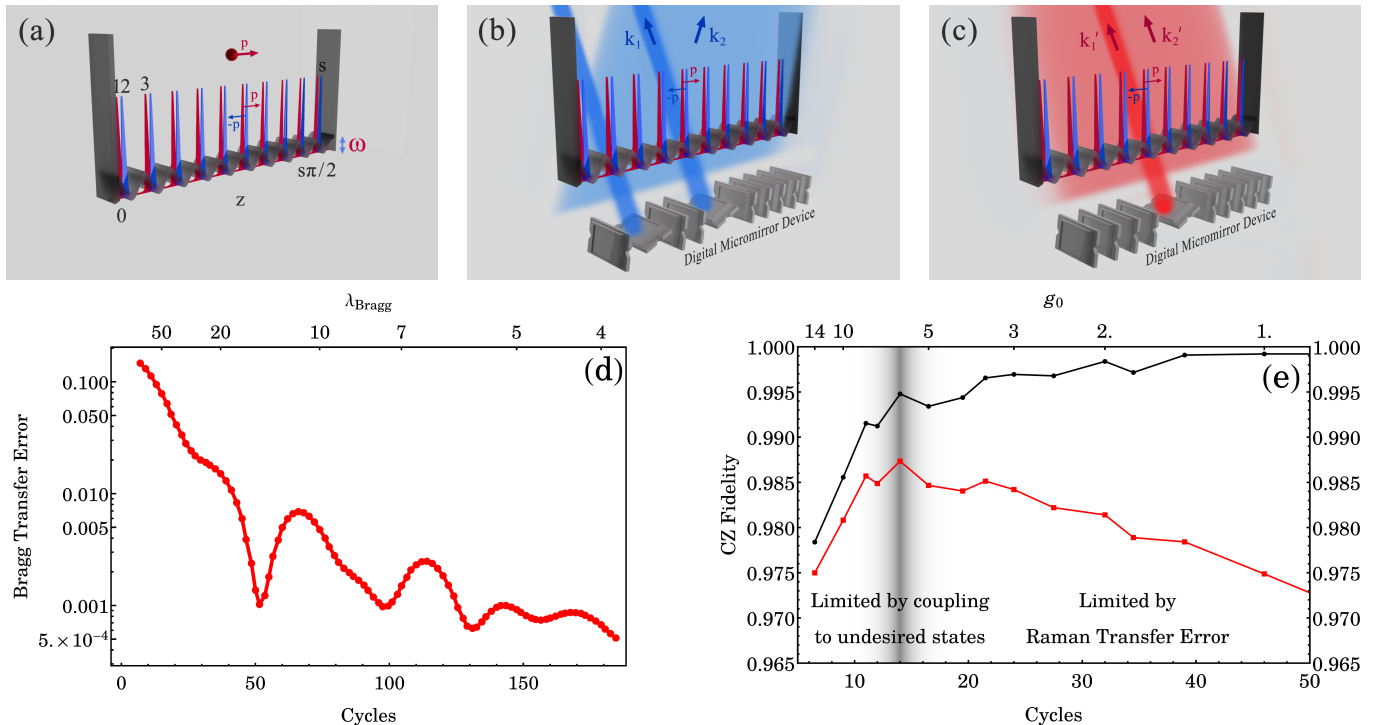 (a)
p
12 3
s
p
-p
ω
sπ/2
z
0
(b)
k₁
k₂
p
-p
Digital Micromirror Device
(c)
k₁'
k₂'
p
-p
Digital Micromirror Device
λBragg
50 20 10 7 5 4
(d)
0.100
0.050
0.010
0.005
0.001
5.×10⁻⁴
Bragg Transfer Error
0 50 100 150
Cycles
g₀
14 10 5 3 2. 1.
(e)
1.000 1.000
0.995 0.995
0.990 0.990
0.985 0.985
0.980 0.980
0.975 0.975
0.970 0.970
0.965 0.965
CZ Fidelity
Limited by coupling
to undesired states
Limited by
Raman Transfer Error
10 20 30 40 50
Cycles